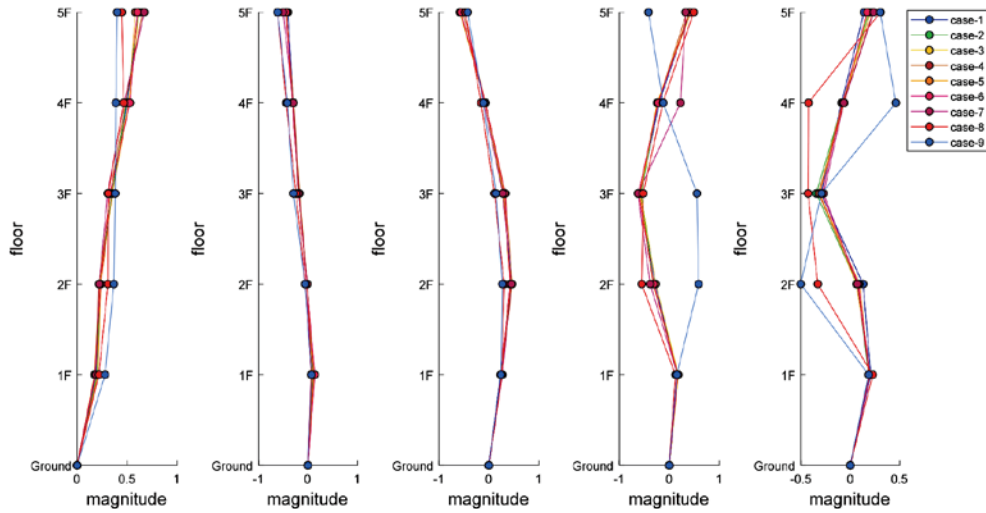 5F 5F 5F 5F 5F
4F 4F 4F 4F 4F
3F 3F 3F 3F 3F
2F 2F 2F 2F 2F
1F 1F 1F 1F 1F
Ground Ground Ground Ground Ground
floor floor floor floor floor
0 0.5 1 -1 0 1 -1 0 1 -1 0 1 -0.5 0 0.5
magnitude magnitude magnitude magnitude magnitude
case-1
case-2
case-3
case-4
case-5
case-6
case-7
case-8
case-9